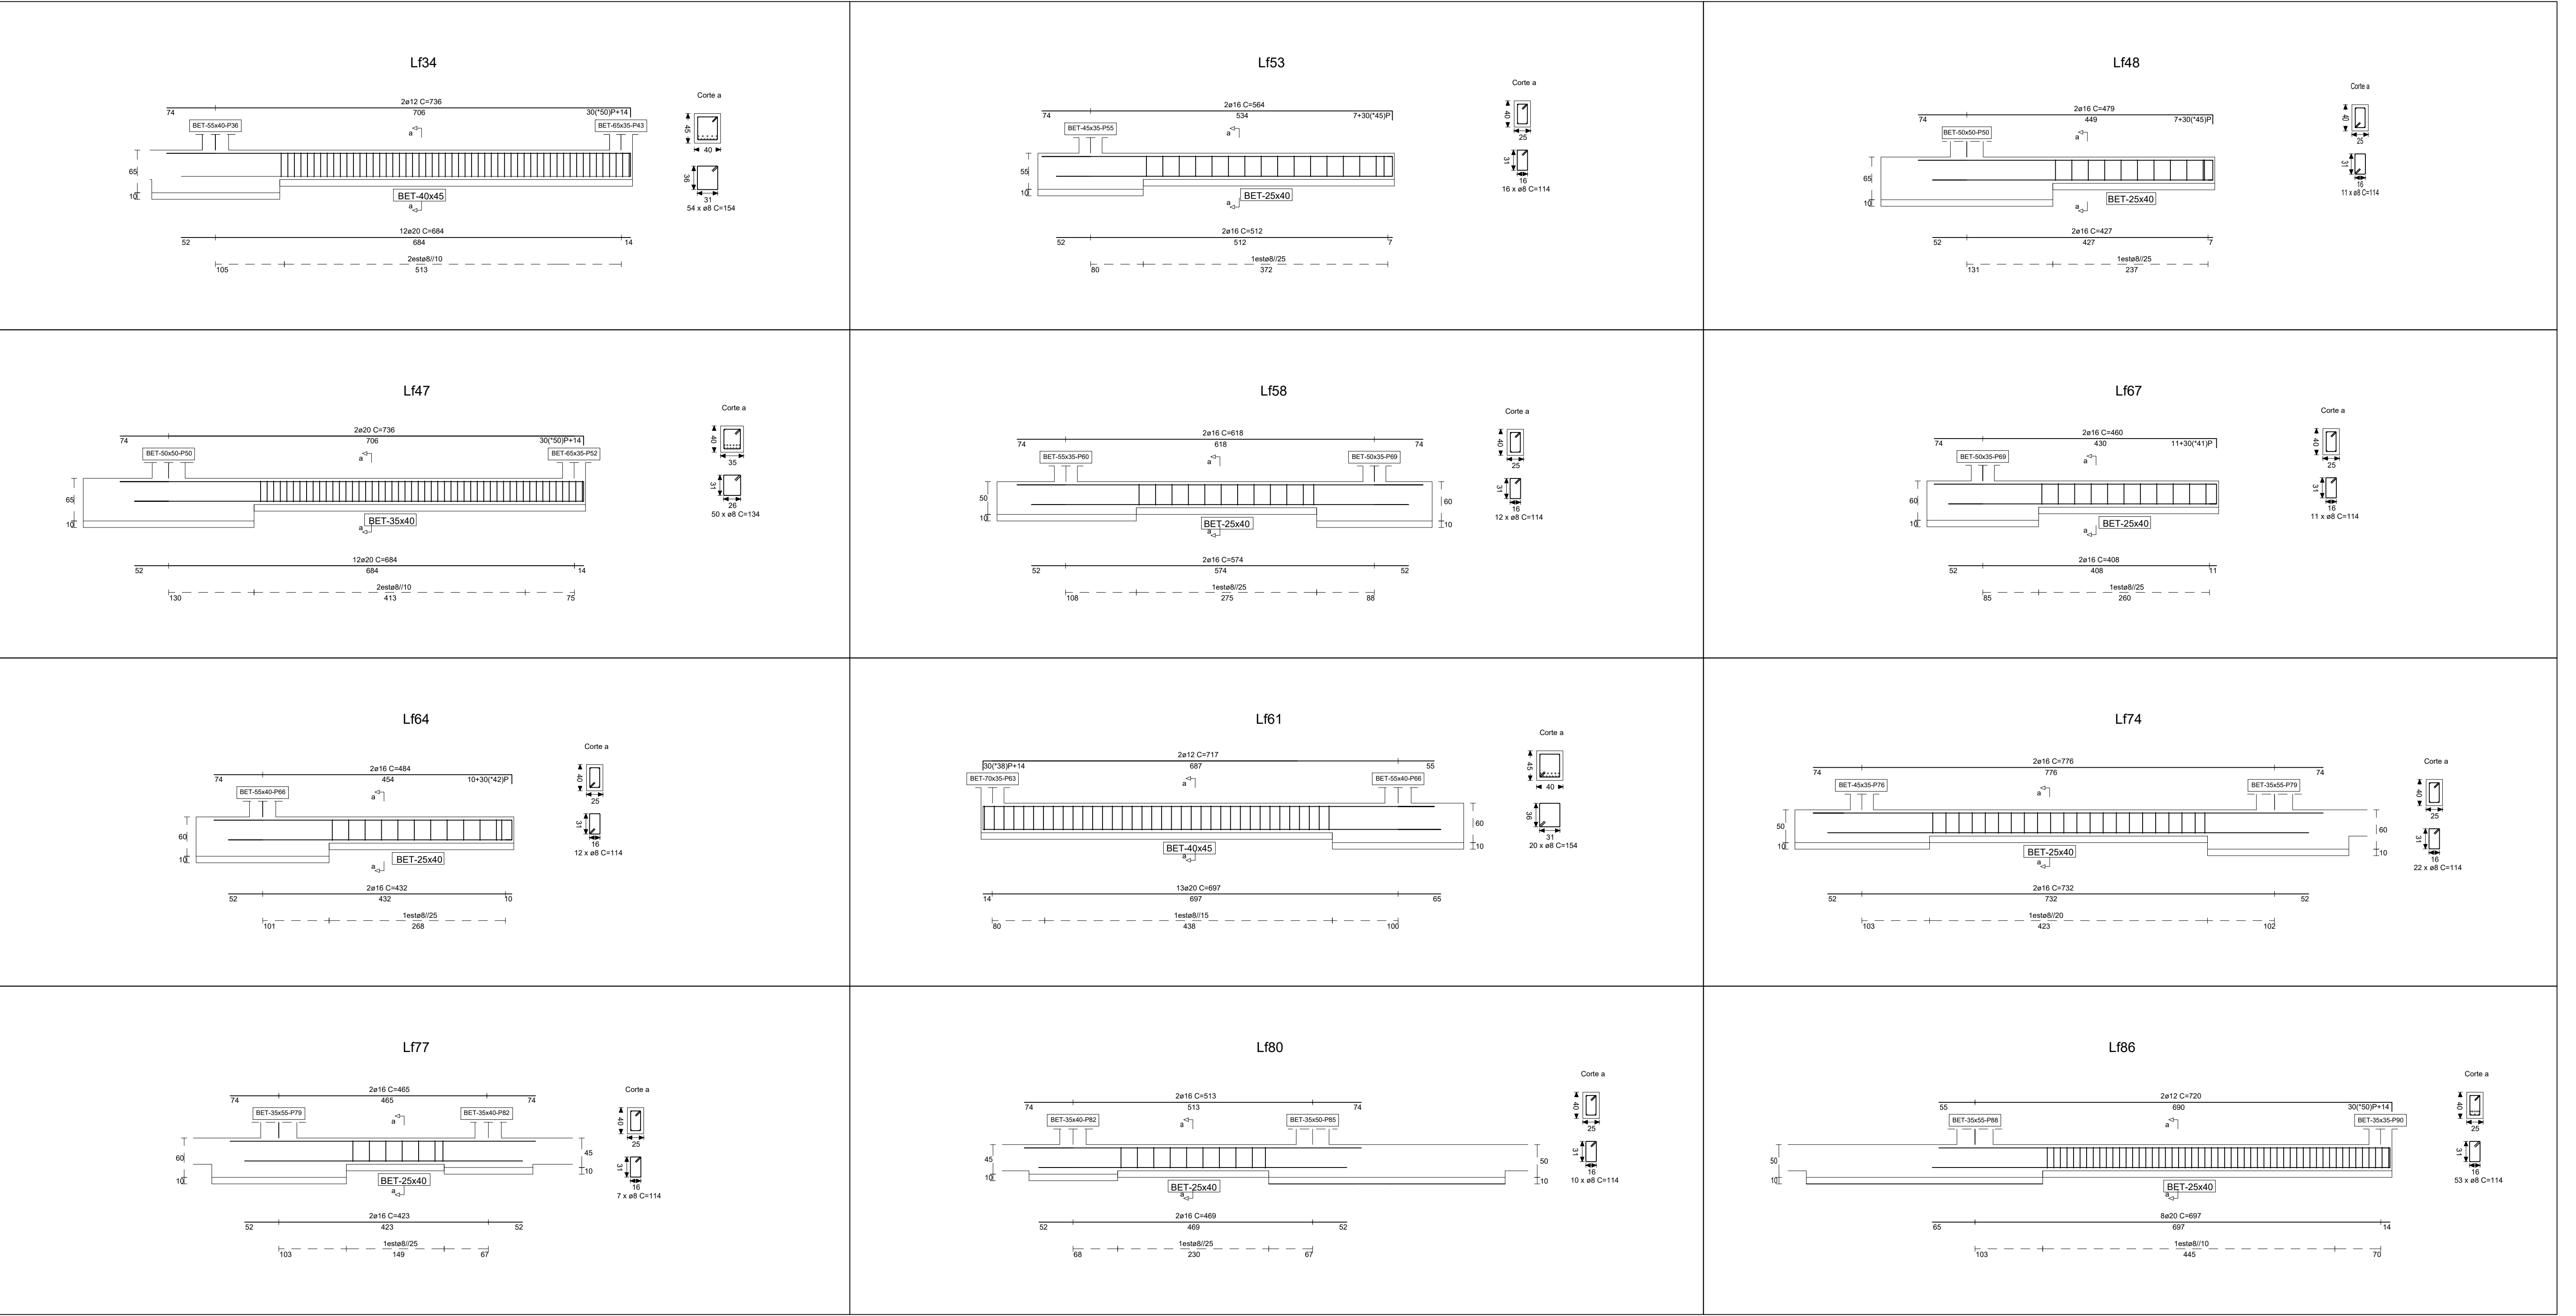 Lf34
2ø12 C=736
74 706 30(*50)P+14
BET-55x40-P36 BET-65x35-P43
a
65
10
BET-40x45
a
12ø20 C=684
52 684 14
2estø8//10
105 513
Corte a
45
40
36
31
54 x ø8 C=154
Lf53
2ø16 C=564
74 534 7+30(*45)P
BET-45x35-P55
a
55
10
BET-25x40
a
2ø16 C=512
52 512 7
1estø8//25
80 372
Corte a
40
25
31
16
16 x ø8 C=114
Lf48
2ø16 C=479
74 449 7+30(*45)P
BET-50x50-P50
a
65
10
BET-25x40
a
2ø16 C=427
52 427 7
1estø8//25
131 237
Corte a
40
25
31
16
11 x ø8 C=114
Lf47
2ø20 C=736
74 706 30(*50)P+14
BET-50x50-P50 BET-65x35-P52
a
65
10
BET-35x40
a
12ø20 C=684
52 684 14
2estø8//10
130 413 75
Corte a
40
35
31
26
50 x ø8 C=134
Lf58
2ø16 C=618
74 618 74
BET-55x35-P60 BET-50x35-P69
a
50 60
10 10
BET-25x40
a
2ø16 C=574
52 574 52
1estø8//25
108 275 88
Corte a
40
25
31
16
12 x ø8 C=114
Lf67
2ø16 C=460
74 430 11+30(*41)P
BET-50x35-P69
a
60
10
BET-25x40
a
2ø16 C=408
52 408 11
1estø8//25
85 260
Corte a
40
25
31
16
11 x ø8 C=114
Lf64
2ø16 C=484
74 454 10+30(*42)P
BET-55x40-P66
a
60
10
BET-25x40
a
2ø16 C=432
52 432 10
1estø8//25
101 268
Corte a
40
25
31
16
12 x ø8 C=114
Lf61
2ø12 C=717
30(*38)P+14 687 55
BET-70x35-P63 BET-55x40-P66
a
60
10
BET-40x45
a
13ø20 C=697
14 697 65
1estø8//15
80 438 100
Corte a
45
40
36
31
20 x ø8 C=154
Lf74
2ø16 C=776
74 776 74
BET-45x35-P76 BET-35x55-P79
a
50 60
10 10
BET-25x40
a
2ø16 C=732
52 732 52
1estø8//20
103 423 102
Corte a
40
25
31
16
22 x ø8 C=114
Lf77
2ø16 C=465
74 465 74
BET-35x55-P79 BET-35x40-P82
a
60 45
10 10
BET-25x40
a
2ø16 C=423
52 423 52
1estø8//25
103 149 67
Corte a
40
25
31
16
7 x ø8 C=114
Lf80
2ø16 C=513
74 513 74
BET-35x40-P82 BET-35x50-P85
a
45 50
10 10
BET-25x40
a
2ø16 C=469
52 469 52
1estø8//25
68 230 67
Corte a
40
25
31
16
10 x ø8 C=114
Lf86
2ø12 C=720
55 690 30(*50)P+14
BET-35x55-P88 BET-35x35-P90
a
50
10
BET-25x40
a
8ø20 C=697
65 697 14
1estø8//10
103 445 70
Corte a
40
25
31
16
53 x ø8 C=114